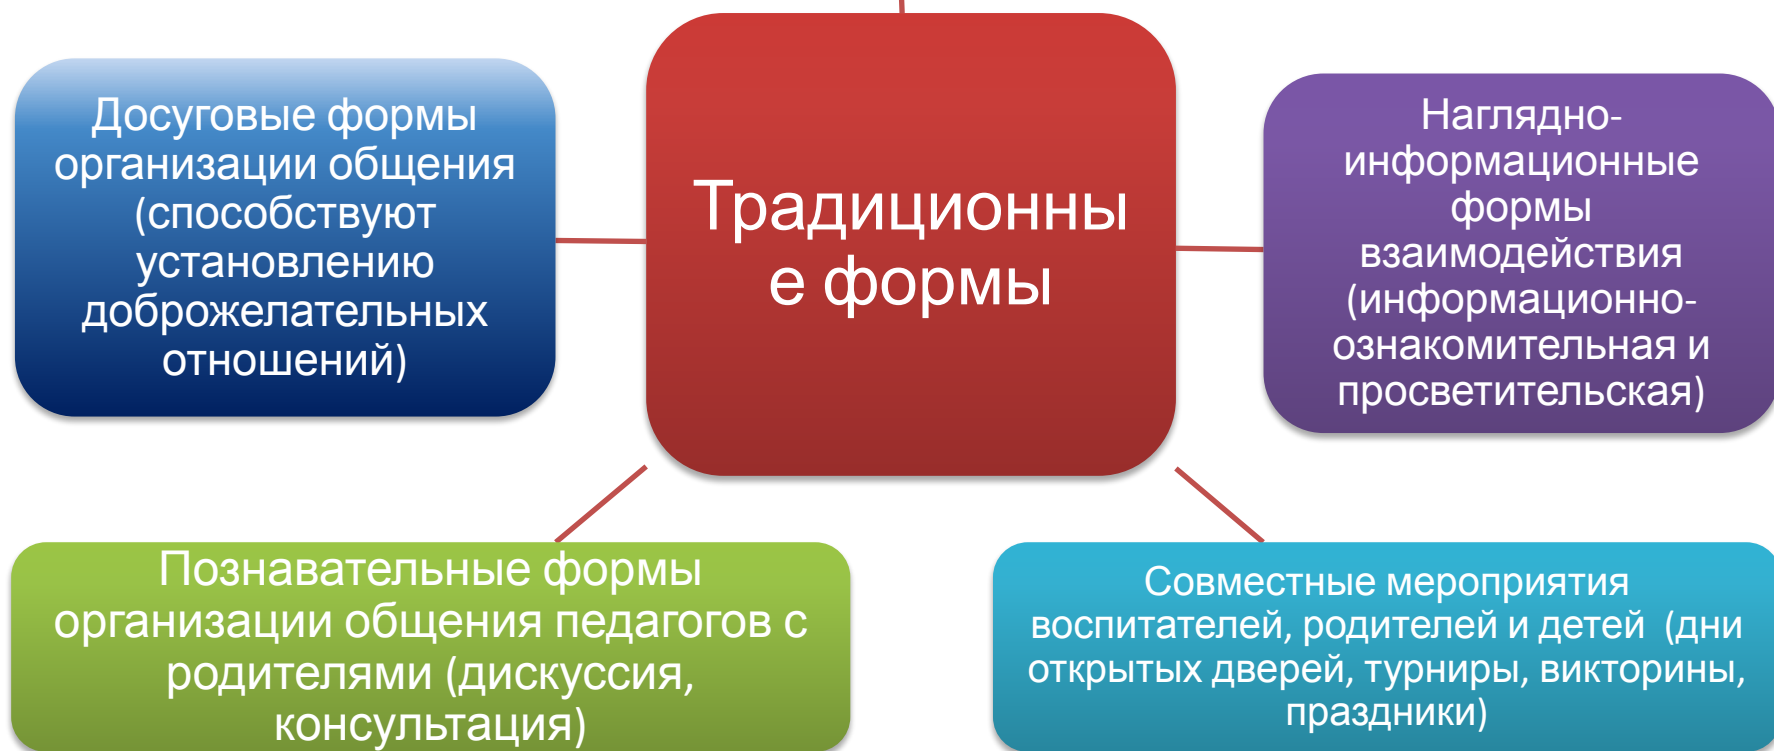 Досуговые формы
организации общения
(способствуют
установлению
доброжелательных
отношений)
Традиционны
е формы
Наглядно-
информационные
формы
взаимодействия
(информационно-
ознакомительная и
просветительская)
Познавательные формы
организации общения педагогов с
родителями (дискуссия,
консультация)
Совместные мероприятия
воспитателей, родителей и детей (дни
открытых дверей, турниры, викторины,
праздники)